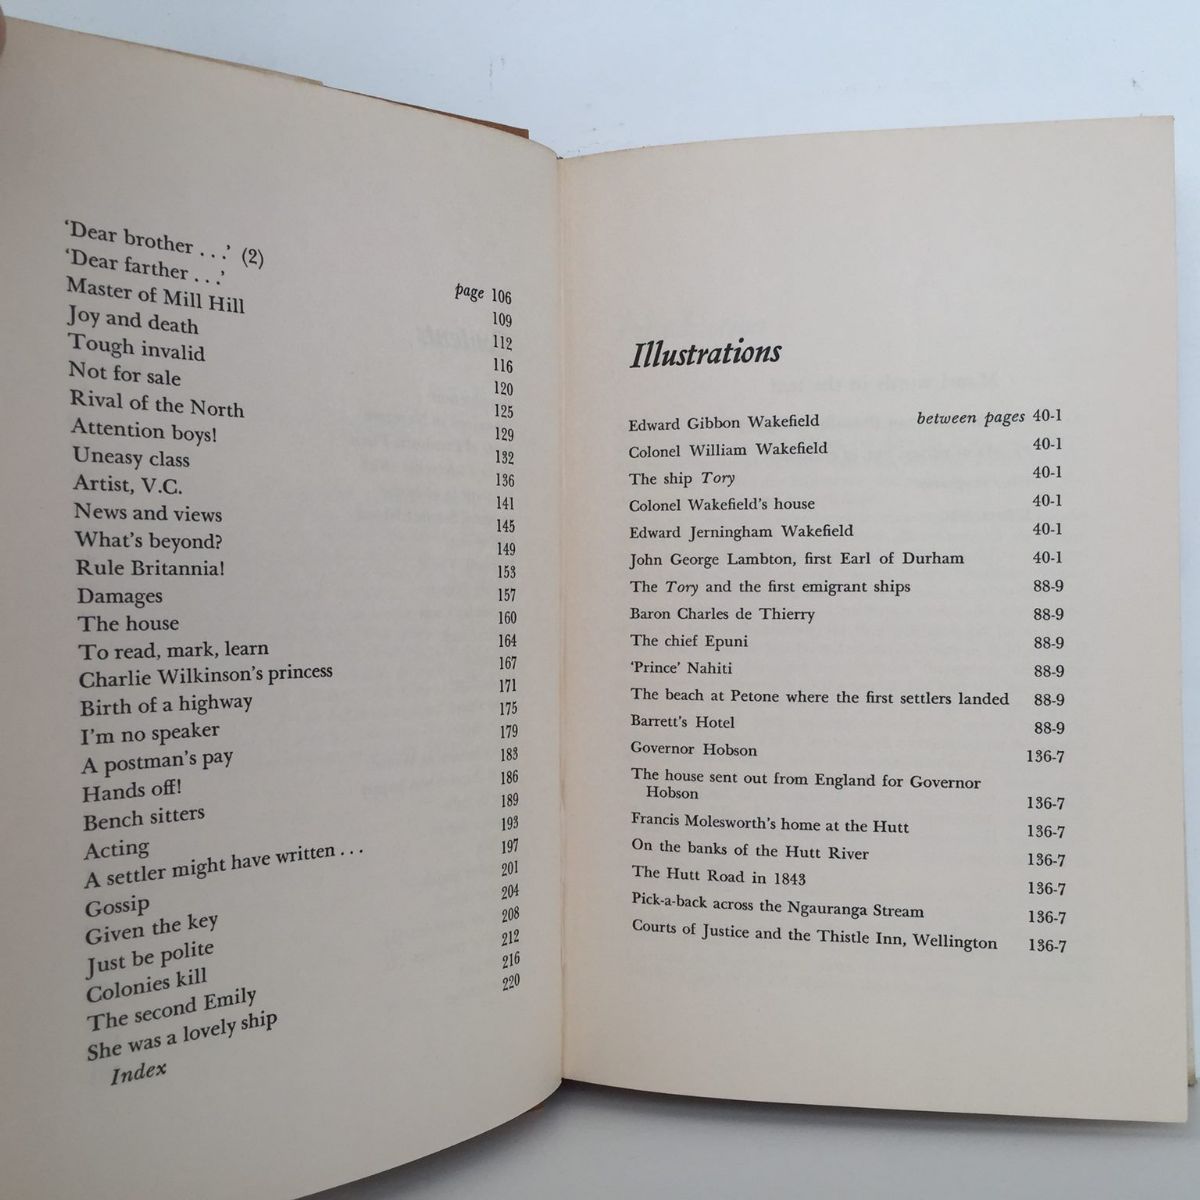 ‘Dear brother . . .’ (2) page 106
‘Dear farther . . .’ 109
Master of Mill Hill 112
Joy and death 116
Tough invalid 120
Not for sale 125
Rival of the North 129
Attention boys! 132
Uneasy class 136
Artist, V.C. 141
News and views 145
What's beyond? 149
Rule Britannia! 153
Damages 157
The house 160
To read, mark, learn 164
Charlie Wilkinson's princess 167
Birth of a highway 171
I'm no speaker 175
A postman's pay 179
Hands off! 183
Bench sitters 186
Acting 189
A settler might have written . . . 193
Gossip 197
Given the key 201
Just be polite 204
Colonies kill 208
The second Emily 212
She was a lovely ship 216
Index 220
Illustrations
Edward Gibbon Wakefield between pages 40-1
Colonel William Wakefield 40-1
The ship Tory 40-1
Colonel Wakefield's house 40-1
Edward Jerningham Wakefield 40-1
John George Lambton, first Earl of Durham 40-1
The Tory and the first emigrant ships 88-9
Baron Charles de Thierry 88-9
The chief Epuni 88-9
‘Prince’ Nahiti 88-9
The beach at Petone where the first settlers landed 88-9
Barrett's Hotel 88-9
Governor Hobson 136-7
The house sent out from England for Governor
Hobson 136-7
Francis Molesworth's home at the Hutt 136-7
On the banks of the Hutt River 136-7
The Hutt Road in 1843 136-7
Pick-a-back across the Ngauranga Stream 136-7
Courts of Justice and the Thistle Inn, Wellington 136-7